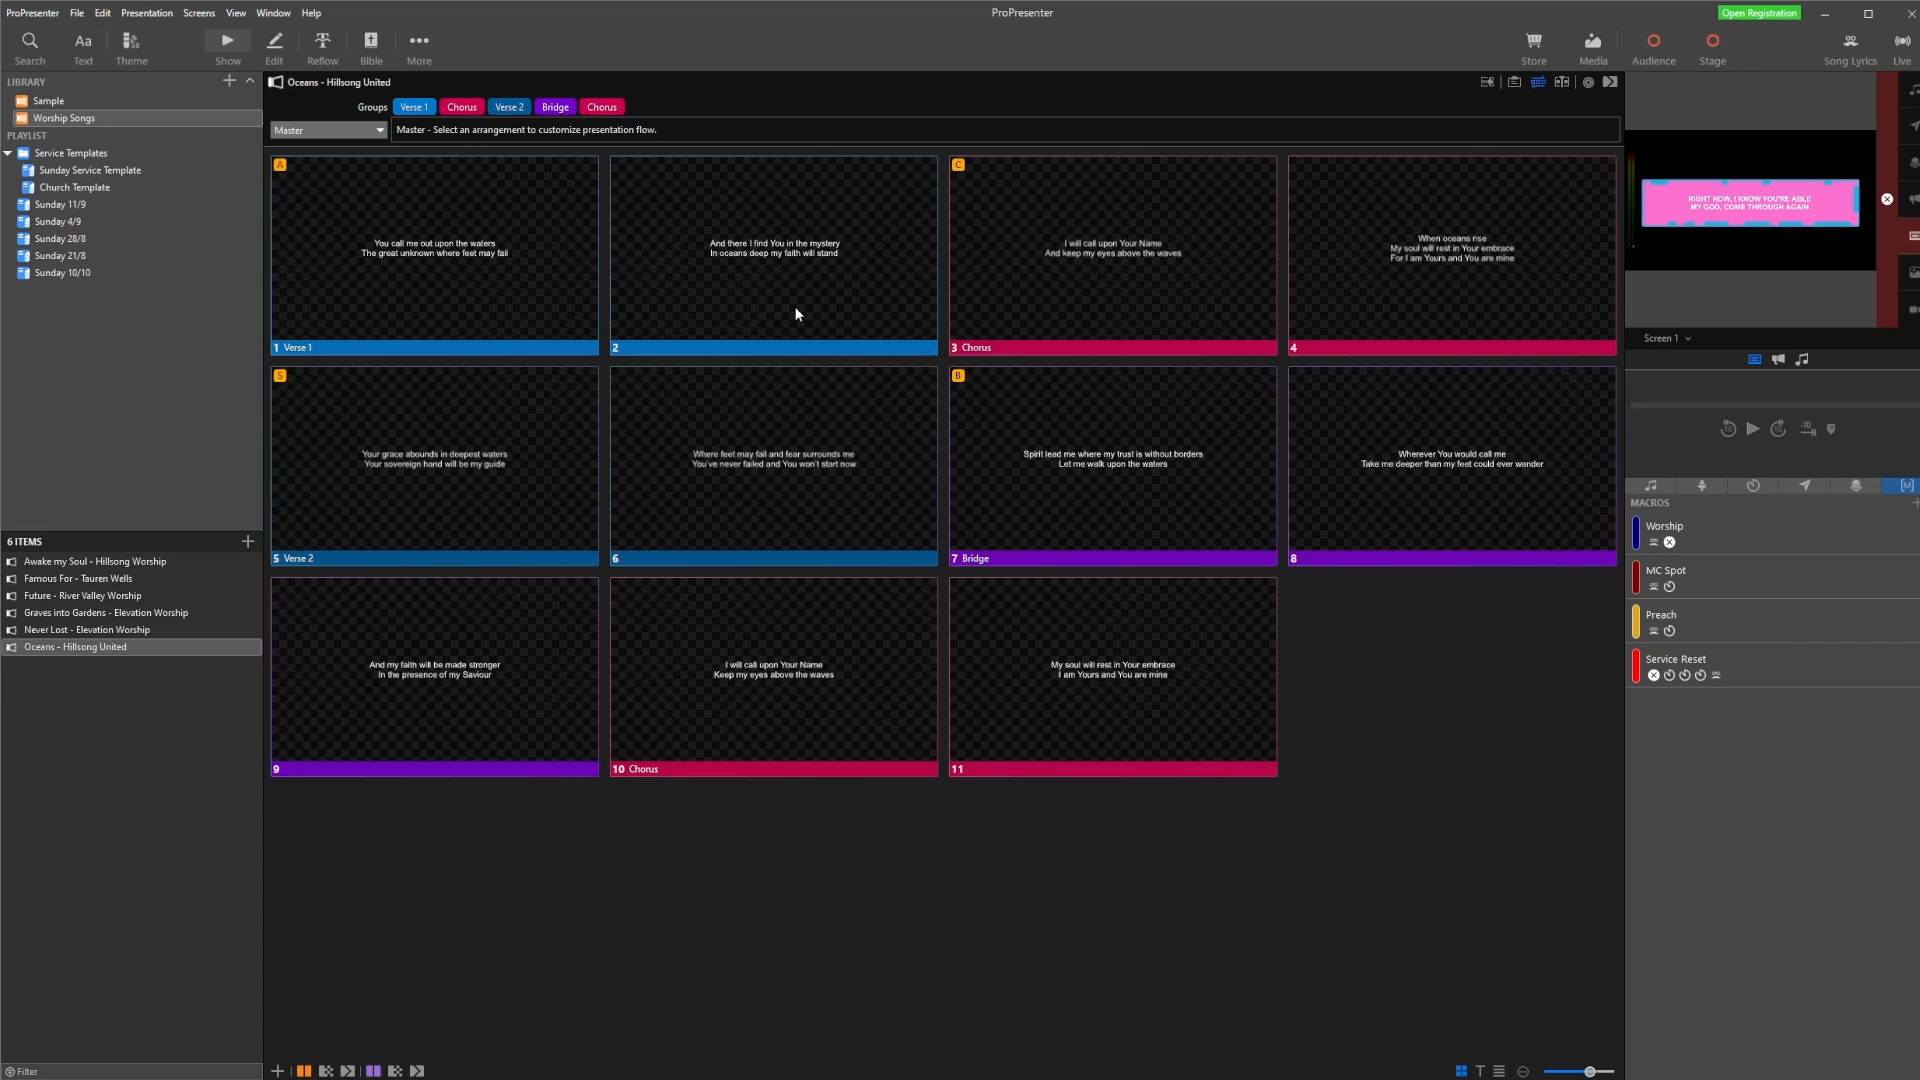 ProPresenter File Edit Presentation Screens View Window Help
ProPresenter
Open Registration
Search Text Theme Show Edit Reflow Bible More
Store Media Audience Stage Song Lyrics Live
LIBRARY
Sample
Worship Songs
PLAYLIST
Service Templates
Sunday Service Template
Church Template
Sunday 11/9
Sunday 4/9
Sunday 28/8
Sunday 21/8
Sunday 10/10
6 ITEMS
Awake my Soul - Hillsong Worship
Famous For - Tauren Wells
Future - River Valley Worship
Graves into Gardens - Elevation Worship
Never Lost - Elevation Worship
Oceans - Hillsong United
Filter
Oceans - Hillsong United
Groups Verse 1 Chorus Verse 2 Bridge Chorus
Master
Master - Select an arrangement to customize presentation flow.
A
You call me out upon the waters
The great unknown where feet may fail
1 Verse 1
And there I find You in the mystery
In oceans deep my faith will stand
2
C
I will call upon Your Name
And keep my eyes above the waves
3 Chorus
When oceans rise
My soul will rest in Your embrace
For I am Yours and You are mine
4
S
Your grace abounds in deepest waters
Your sovereign hand will be my guide
5 Verse 2
Where feet may fail and fear surrounds me
You've never failed and You won't start now
6
B
Spirit lead me where my trust is without borders
Let me walk upon the waters
7 Bridge
Wherever You would call me
Take me deeper than my feet could ever wander
8
And my faith will be made stronger
In the presence of my Saviour
9
I will call upon Your Name
Keep my eyes above the waves
10 Chorus
My soul will rest in Your embrace
I am Yours and You are mine
11
RIGHT NOW, I KNOW YOU'RE ABLE
MY GOD, COME THROUGH AGAIN
Screen 1
MACROS
Worship
MC Spot
Preach
Service Reset